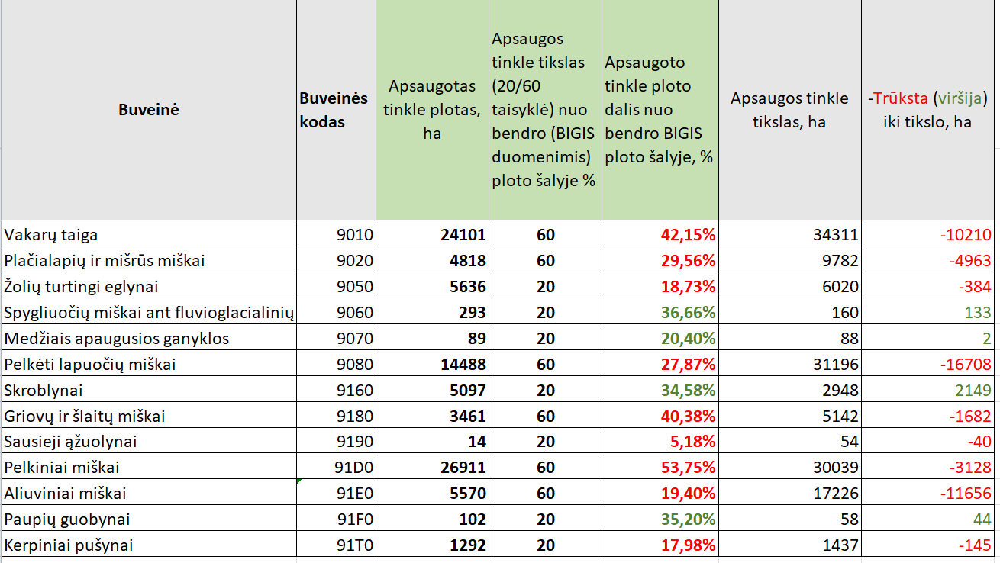 Buveinė
Buveinės
kodas
Apsaugotas
tinkle plotas,
ha
Apsaugos
tinkle tikslas
(20/60
taisyklė) nuo
bendro (BIGIS
duomenimis)
ploto šalyje %
Apsaugoto
tinkle ploto
dalis nuo
bendro BIGIS
ploto šalyje, %
Apsaugos tinkle
tikslas, ha
-Trūksta (viršija)
iki tikslo, ha
Vakarų taiga 9010 24101 60 42,15% 34311 -10210
Plačialapių ir mišrūs miškai 9020 4818 60 29,56% 9782 -4963
Žolių turtingi eglynai 9050 5636 20 18,73% 6020 -384
Spygliuočių miškai ant fluvioglacialinių 9060 293 20 36,66% 160 133
Medžiais apaugusios ganyklos 9070 89 20 20,40% 88 2
Pelkėti lapuočių miškai 9080 14488 60 27,87% 31196 -16708
Skroblynai 9160 5097 20 34,58% 2948 2149
Griovų ir šlaitų miškai 9180 3461 60 40,38% 5142 -1682
Sausieji ąžuolynai 9190 14 20 5,18% 54 -40
Pelkiniai miškai 91D0 26911 60 53,75% 30039 -3128
Aliuviniai miškai 91E0 5570 60 19,40% 17226 -11656
Paupių guobynai 91F0 102 20 35,20% 58 44
Kerpiniai pušynai 91T0 1292 20 17,98% 1437 -145